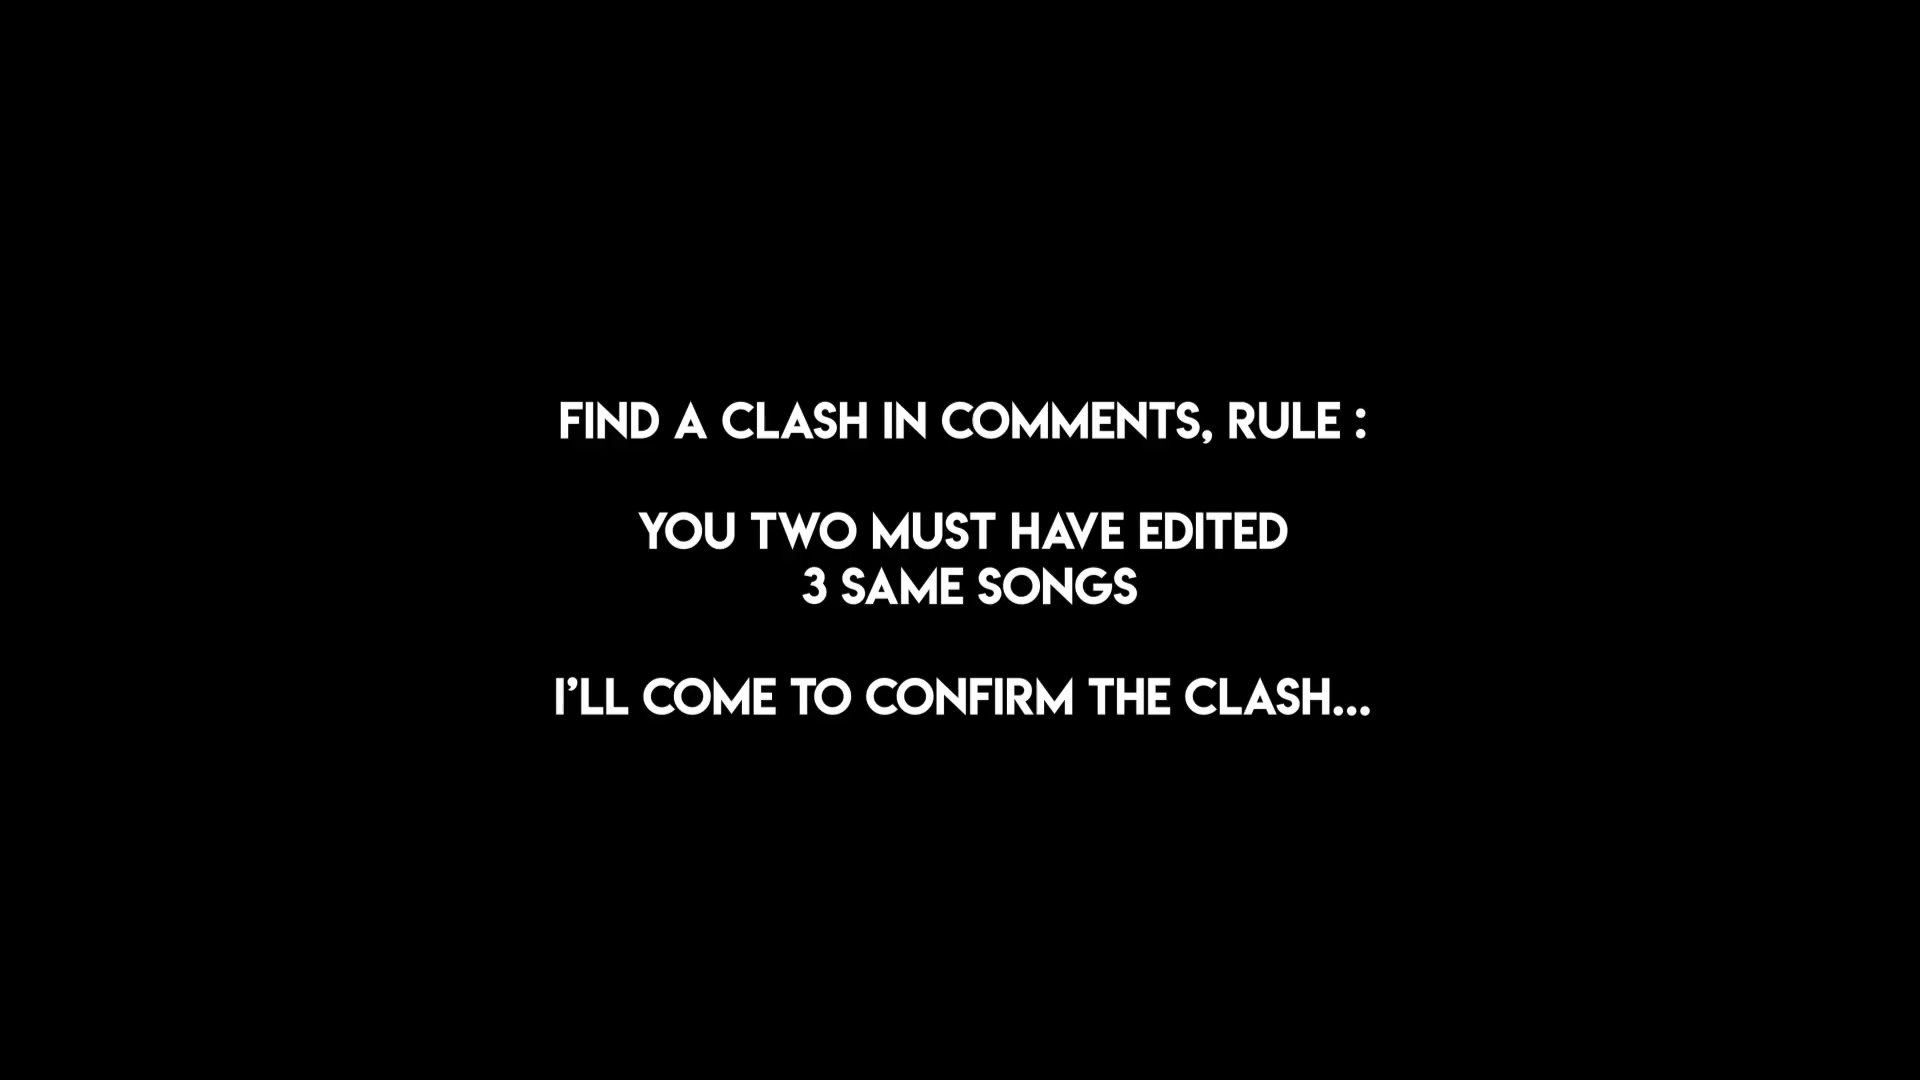 FIND A CLASH IN COMMENTS, RULE :
YOU TWO MUST HAVE EDITED
3 SAME SONGS
I'LL COME TO CONFIRM THE CLASH...